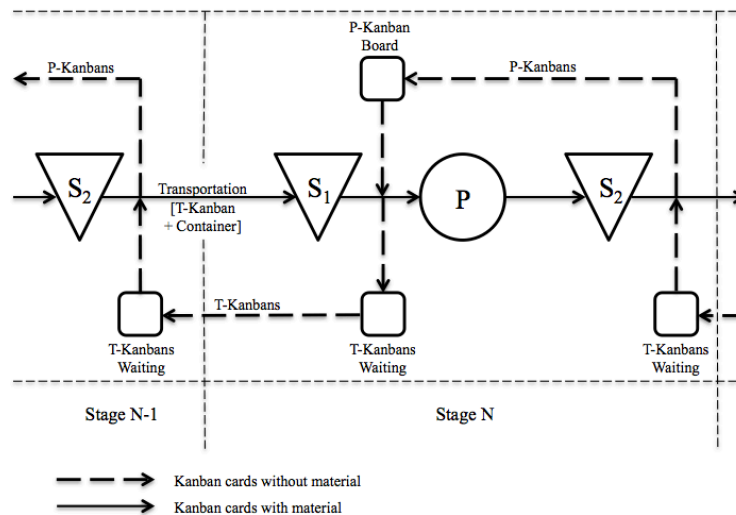 P-Kanban
Board
P-Kanbans
P-Kanbans
S2
Transportation
[T-Kanban
+ Container]
S1
P
S2
T-Kanbans
T-Kanbans
Waiting
T-Kanbans
Waiting
T-Kanbans
Waiting
Stage N-1
Stage N
Kanban cards without material
Kanban cards with material